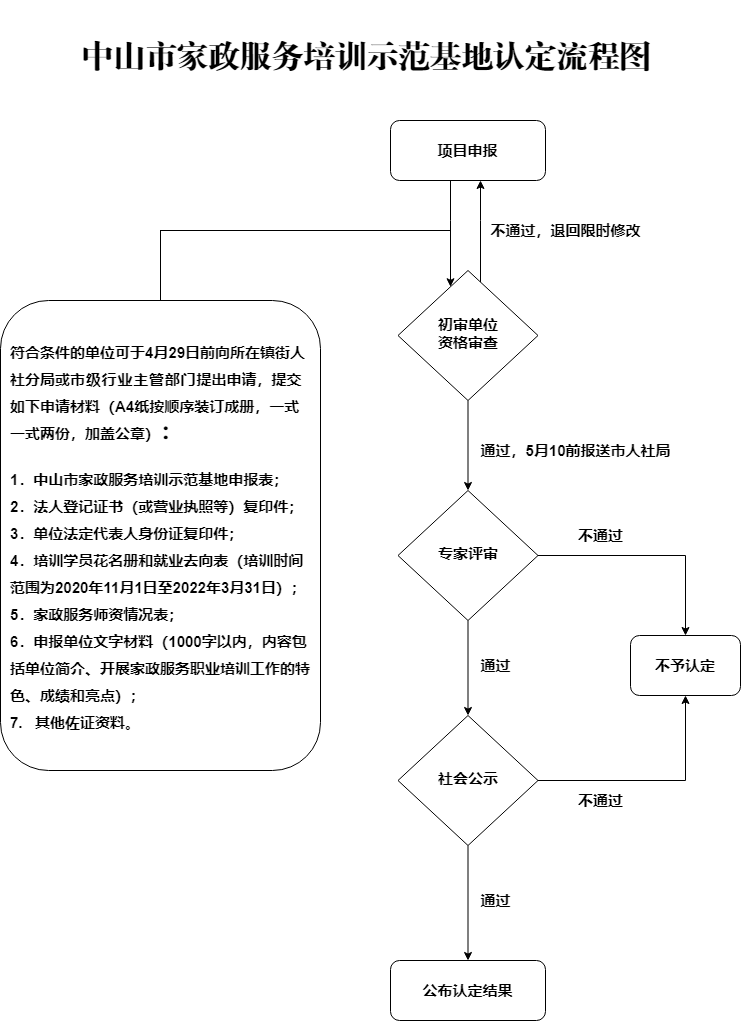 中山市家政服务培训示范基地认定流程图
项目申报
不通过，退回限时修改
初审单位
资格审查
符合条件的单位可于4月29日前向所在镇街人
社分局或市级行业主管部门提出申请，提交
如下申请材料（A4纸按顺序装订成册，一式
一式两份，加盖公章）：
1．中山市家政服务培训示范基地申报表；
2．法人登记证书（或营业执照等）复印件；
3．单位法定代表人身份证复印件；
4．培训学员花名册和就业去向表（培训时间
范围为2020年11月1日至2022年3月31日）；
5．家政服务师资情况表；
6．申报单位文字材料（1000字以内，内容包
括单位简介、开展家政服务职业培训工作的特
色、成绩和亮点）；
7． 其他佐证资料。
通过，5月10前报送市人社局
专家评审
不通过
通过
不予认定
社会公示
不通过
通过
公布认定结果